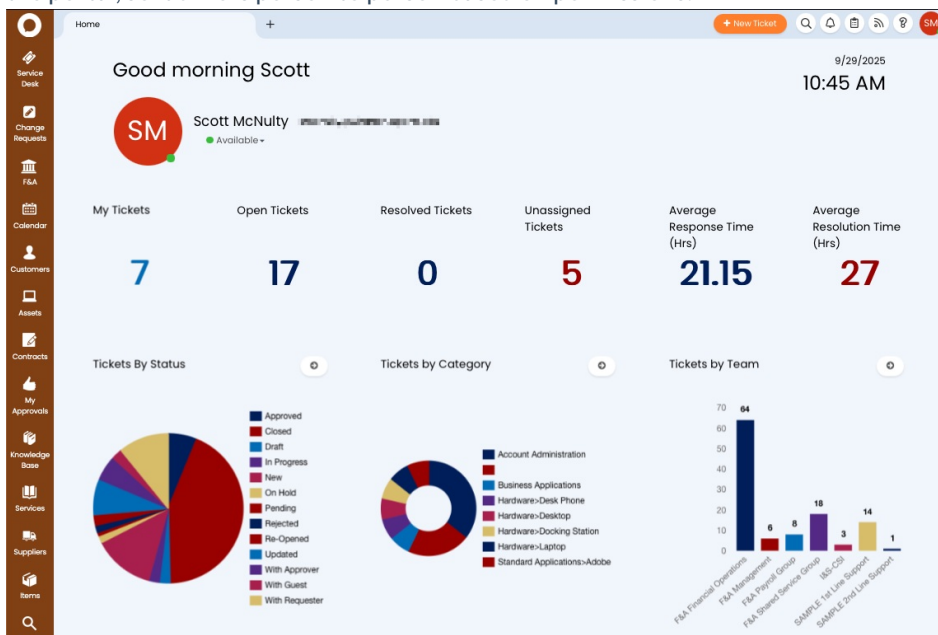 Home
+
+ New Ticket
SM
Service
Desk
Change
Requests
F&A
Calendar
Customers
Assets
Contracts
My
Approvals
Knowledge
Base
Services
Suppliers
Items
9/29/2025
10:45 AM
Good morning Scott
SM
Scott McNulty
Available
My Tickets
7
Open Tickets
17
Resolved Tickets
0
Unassigned
Tickets
5
Average
Response Time
(Hrs)
21.15
Average
Resolution Time
(Hrs)
27
Tickets By Status
Approved
Closed
Draft
In Progress
New
On Hold
Pending
Rejected
Re-Opened
Updated
With Approver
With Guest
With Requester
Tickets by Category
Account Administration
Business Applications
Hardware>Desk Phone
Hardware>Desktop
Hardware>Docking Station
Hardware>Laptop
Standard Applications>Adobe
Tickets by Team
70
60
50
40
30
20
10
0
64
6
8
18
3
14
1
F&A Financial Operations
F&A Management
F&A Payroll Group
F&A Shared Service Group
I&S-CSI
SAMPLE 1st Line Support
SAMPLE 2nd Line Support